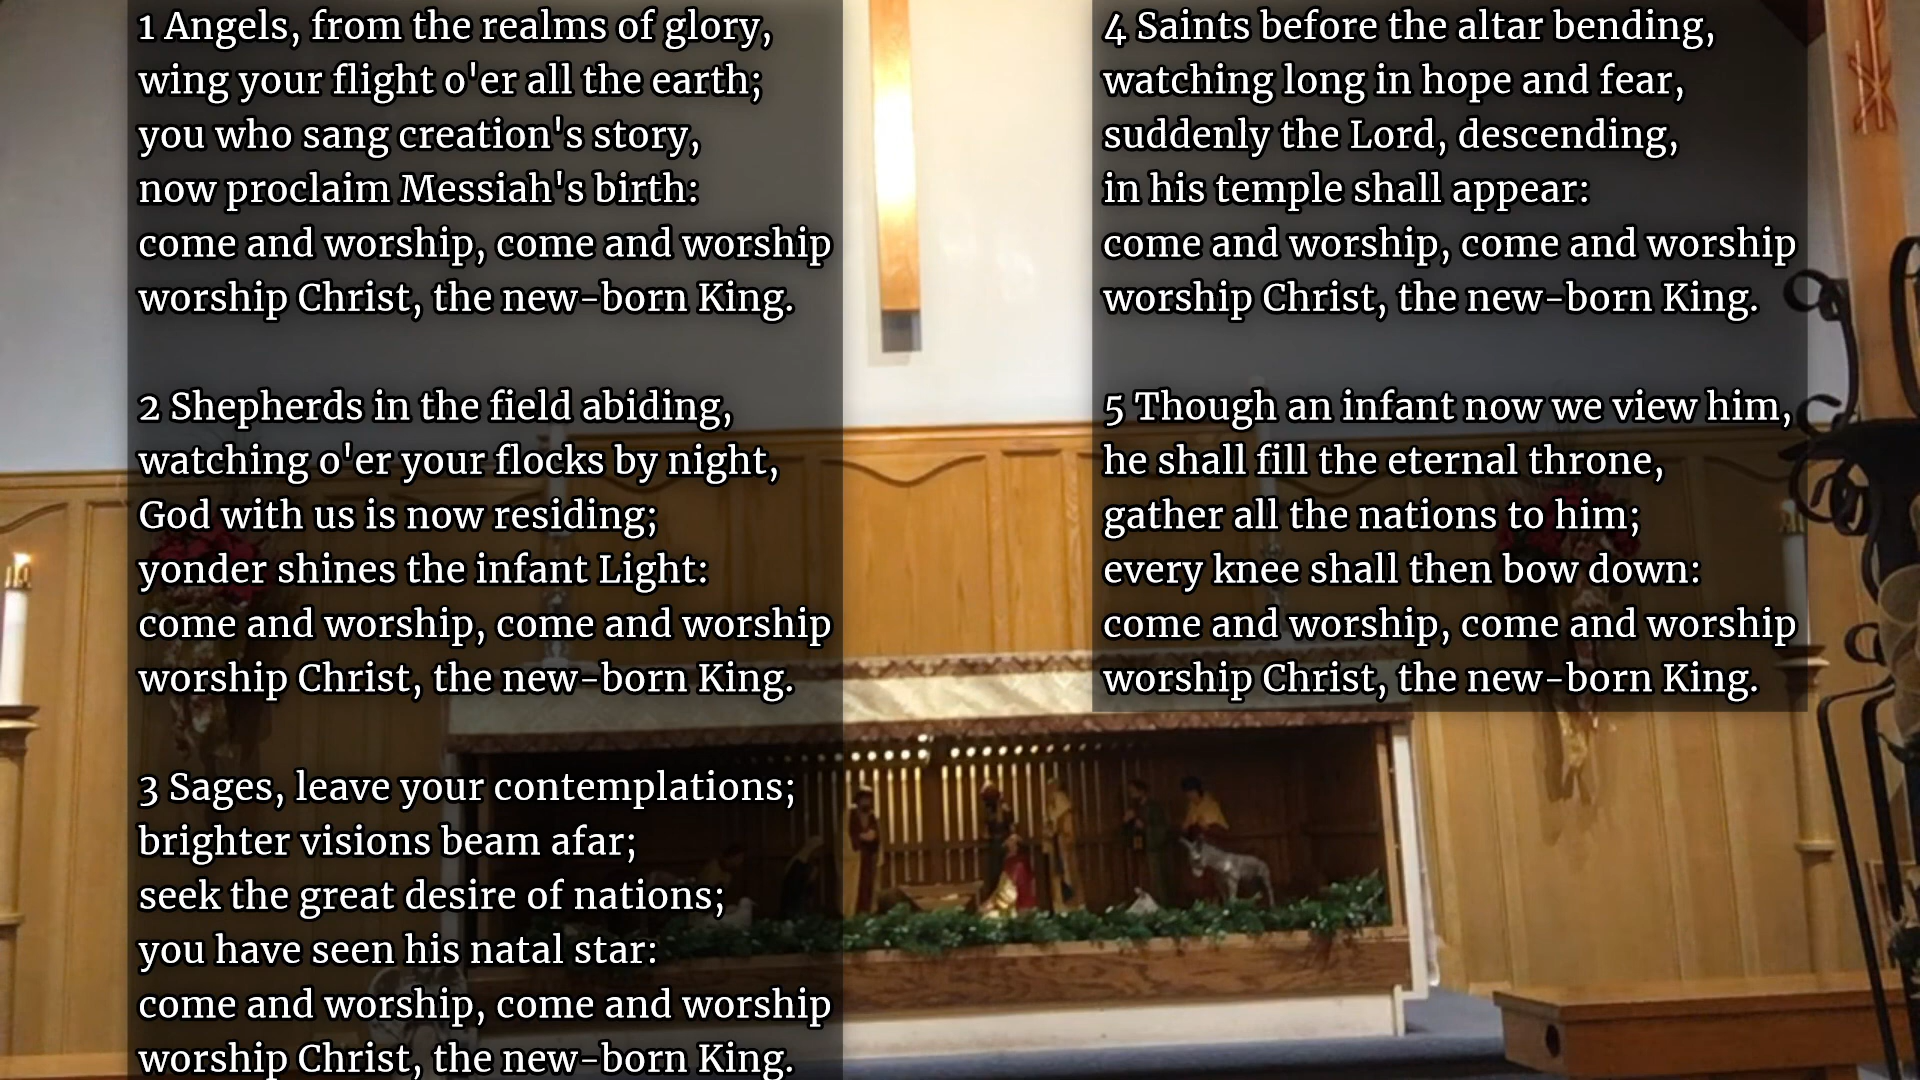 1 Angels, from the realms of glory,
wing your flight o'er all the earth;
you who sang creation's story,
now proclaim Messiah's birth:
come and worship, come and worship
worship Christ, the new-born King.

2 Shepherds in the field abiding,
watching o'er your flocks by night,
God with us is now residing;
yonder shines the infant Light:
come and worship, come and worship
worship Christ, the new-born King.

3 Sages, leave your contemplations;
brighter visions beam afar;
seek the great desire of nations;
you have seen his natal star:
come and worship, come and worship
worship Christ, the new-born King.

4 Saints before the altar bending,
watching long in hope and fear,
suddenly the Lord, descending,
in his temple shall appear:
come and worship, come and worship
worship Christ, the new-born King.

5 Though an infant now we view him,
he shall fill the eternal throne,
gather all the nations to him;
every knee shall then bow down:
come and worship, come and worship
worship Christ, the new-born King.